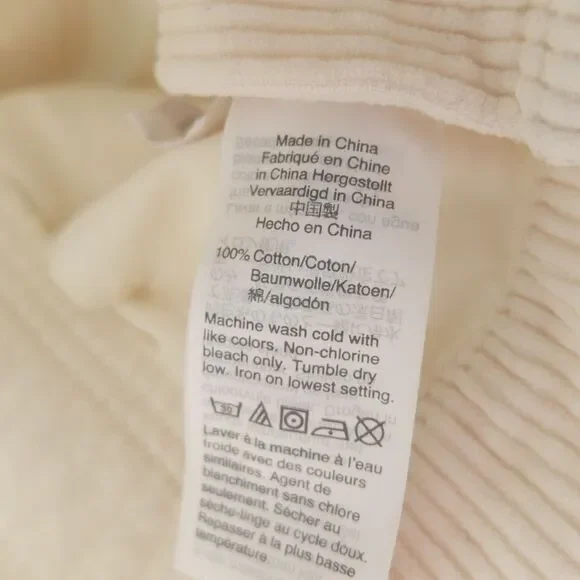 Made in China
Fabriqué en Chine
in China Hergestellt
Vervaardigd in China
中国製
Hecho en China
100% Cotton/Coton/
Baumwolle/Katoen/
綿/algodón
Machine wash cold with
like colors. Non-chlorine
bleach only. Tumble dry
low. Iron on lowest setting.
30
Laver à la machine à l'eau
froide avec des couleurs
similaires. Agent de
blanchiment sans chlore
seulement. Sécher au
sèche-linge au cycle doux.
Repasser à la plus basse
température.